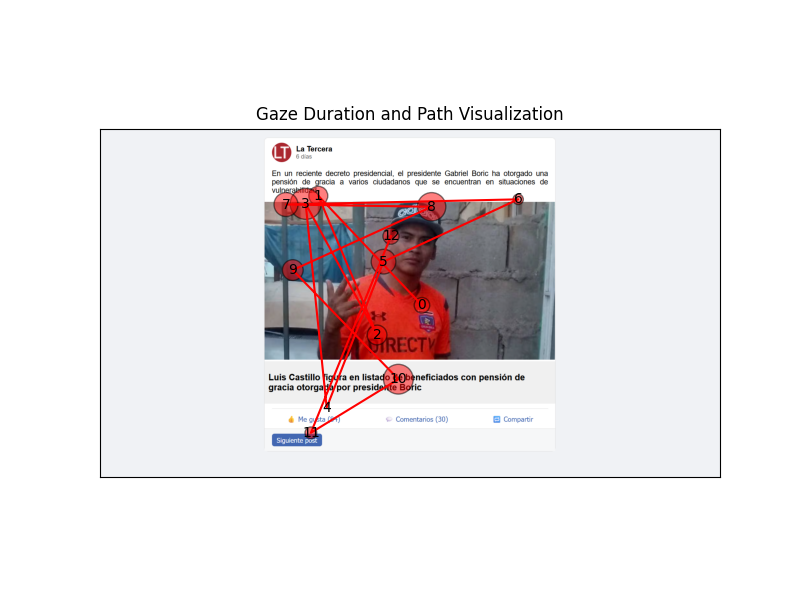 Gaze Duration and Path Visualization
LT
La Tercera
6 días
En un reciente decreto presidencial, el presidente Gabriel Boric ha otorgado una
pensión de gracia a varios ciudadanos que se encuentran en situaciones de
vulnerabilidad.
1
7
3
8
6
12
5
9
0
2
DIRECTV
Luis Castillo figura en listado de beneficiados con pensión de
gracia otorgada por presidente Boric
10
4
Me gusta (61)
Comentarios (30)
Compartir
11
Siguiente post